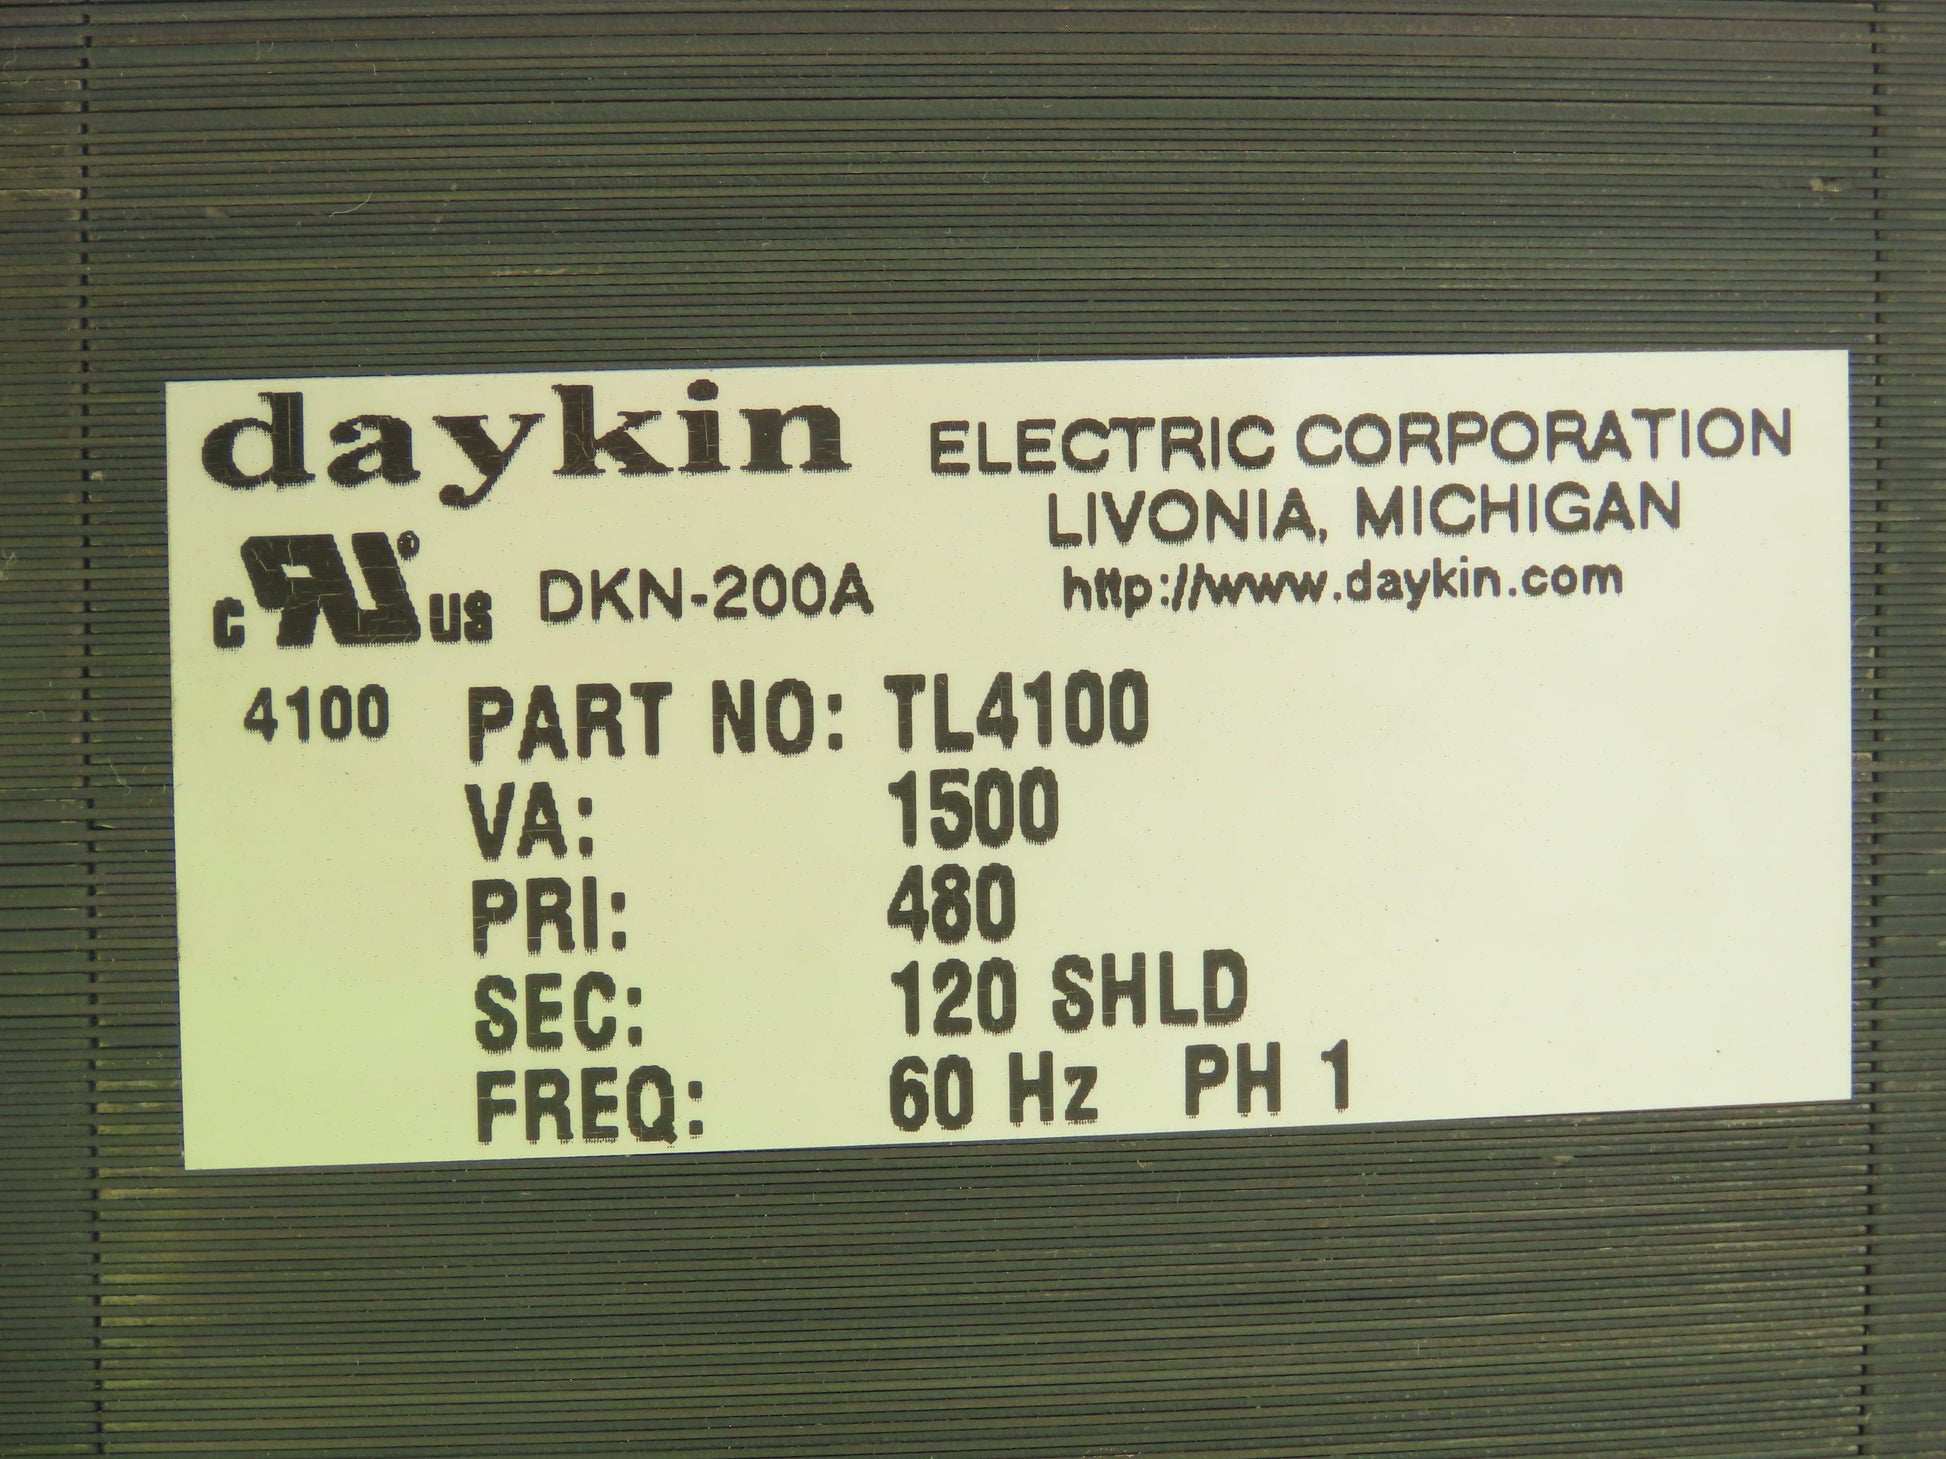 daykin ELECTRIC CORPORATION
LIVONIA, MICHIGAN
c RU® US DKN-200A http://www.daykin.com
4100 PART NO: TL4100
VA: 1500
PRI: 480
SEC: 120 SHLD
FREQ: 60 Hz PH 1